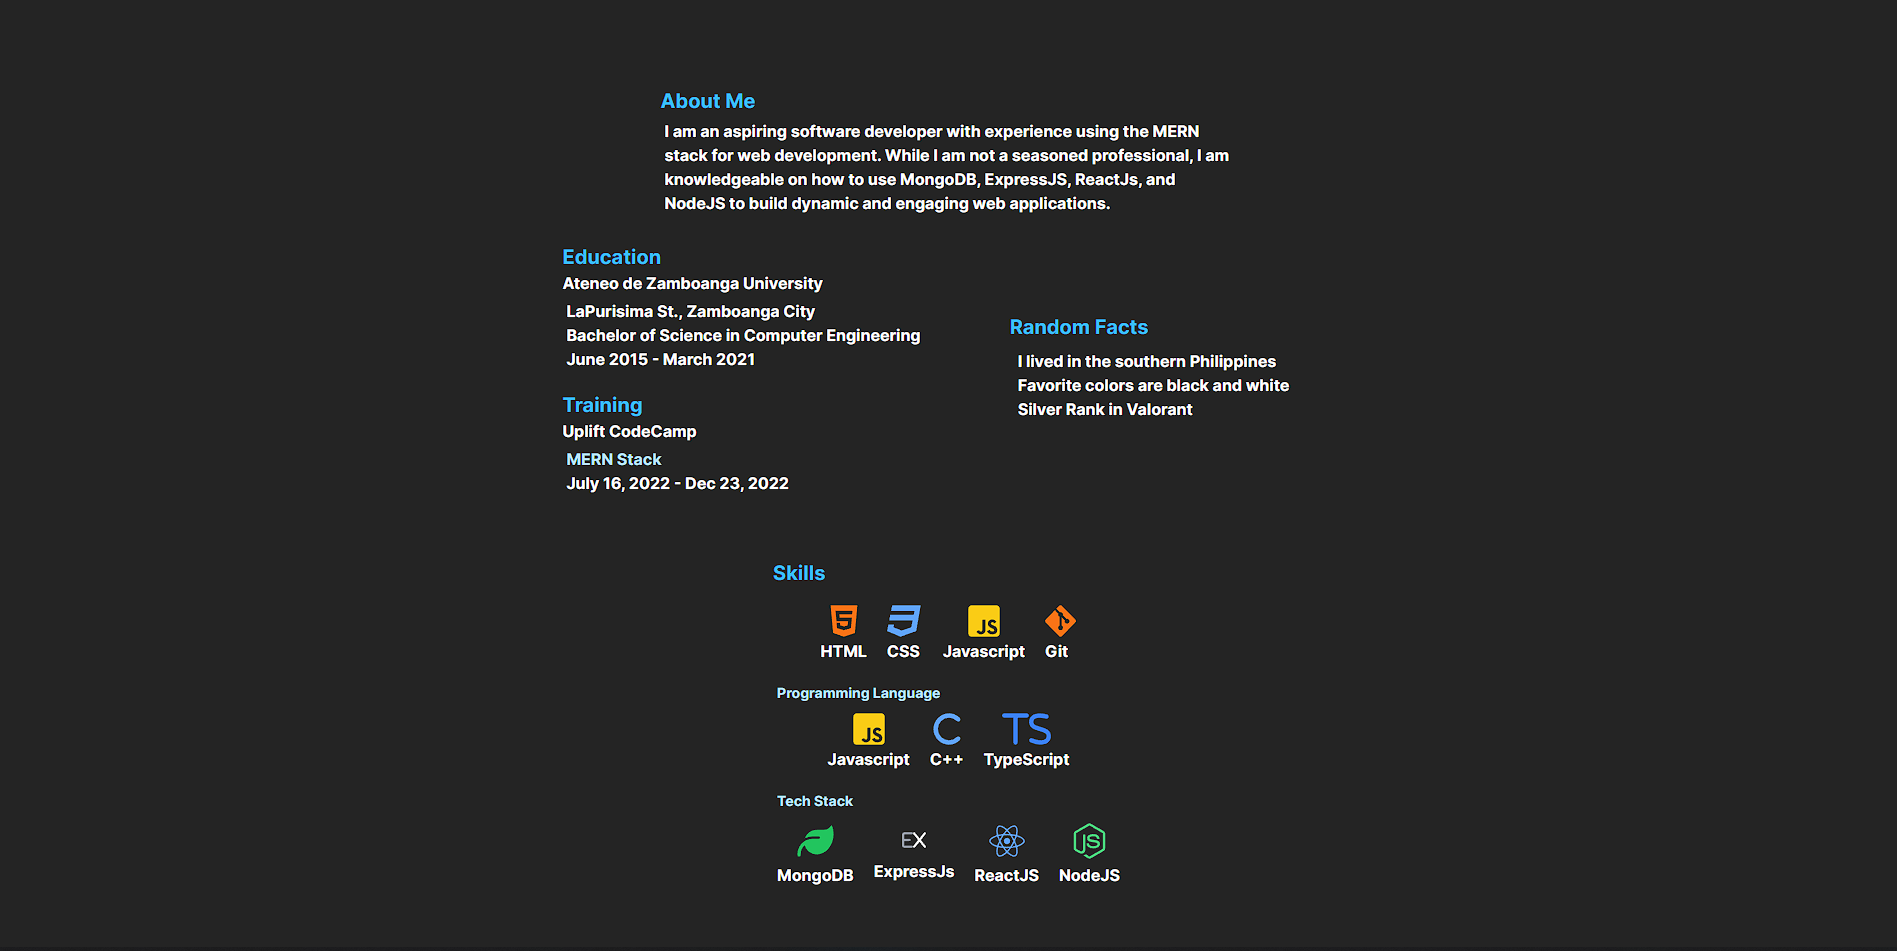 About Me
I am an aspiring software developer with experience using the MERN
stack for web development. While I am not a seasoned professional, I am
knowledgeable on how to use MongoDB, ExpressJS, ReactJs, and
NodeJS to build dynamic and engaging web applications.
Education
Ateneo de Zamboanga University
LaPurisima St., Zamboanga City
Bachelor of Science in Computer Engineering
June 2015 - March 2021
Training
Uplift CodeCamp
MERN Stack
July 16, 2022 - Dec 23, 2022
Random Facts
I lived in the southern Philippines
Favorite colors are black and white
Silver Rank in Valorant
Skills
5 JS
HTML CSS Javascript Git
Programming Language
JS C TS
Javascript C++ TypeScript
Tech Stack
EX JS
MongoDB ExpressJs ReactJS NodeJS